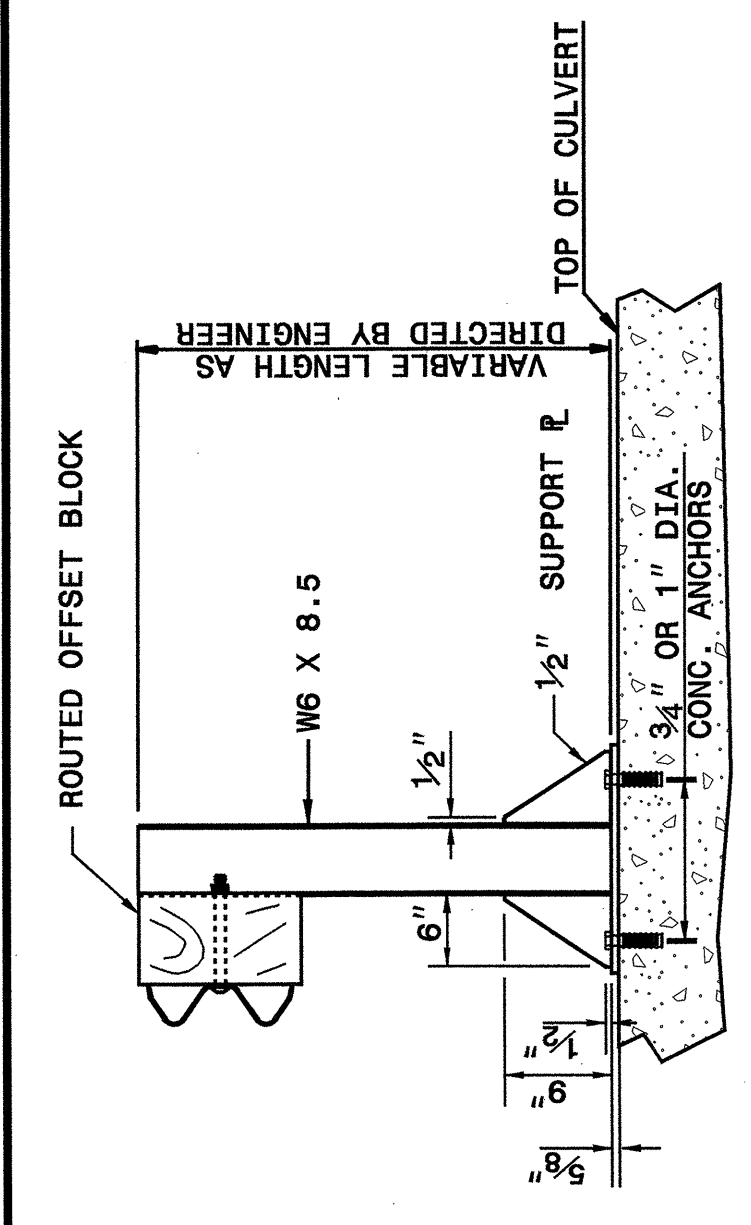 ROUTED OFFSET BLOCK
W6 X 8.5
VARIABLE LENGTH AS
DIRECTED BY ENGINEER
TOP OF CULVERT
1/2" SUPPORT PL
1/2"
6"
3/4" OR 1" DIA.
CONC. ANCHORS
1/2"
9"
5/8"